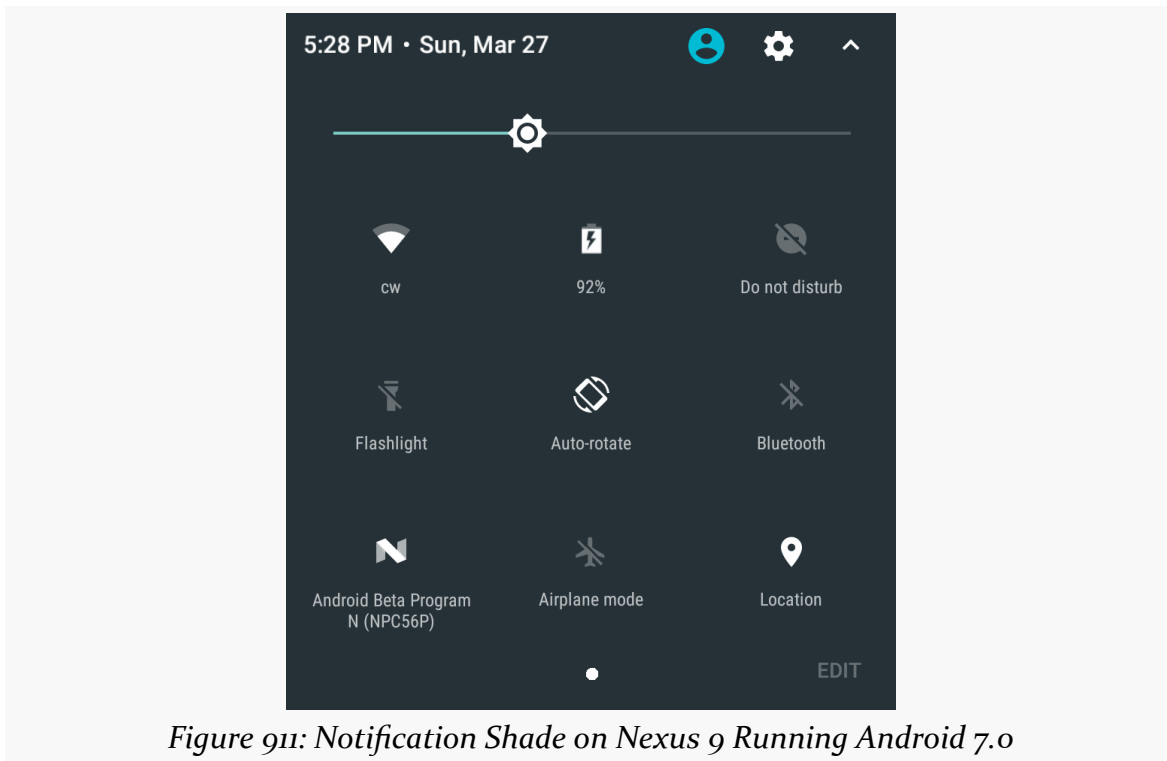 5:28 PM • Sun, Mar 27
cw
92%
Do not disturb
Flashlight
Auto-rotate
Bluetooth
Android Beta Program
N (NPC56P)
Airplane mode
Location
EDIT
Figure 911: Notification Shade on Nexus 9 Running Android 7.0